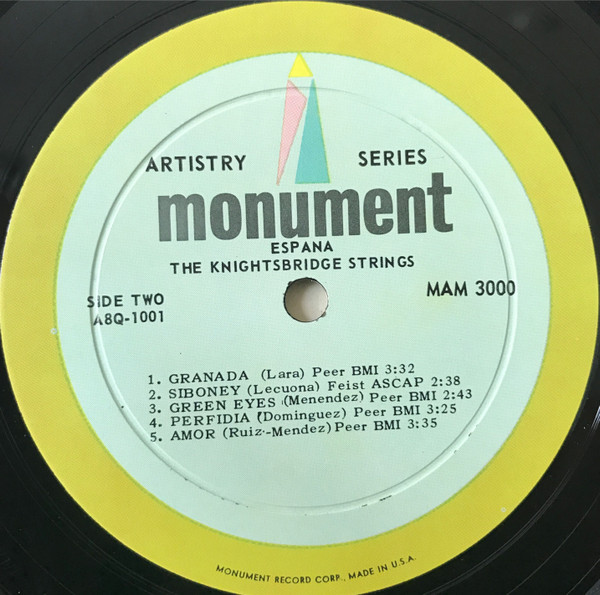 ARTISTRY SERIES
monument
ESPANA
THE KNIGHTSBRIDGE STRINGS
SIDE TWO MAM 3000
A8Q-1001
1. GRANADA (Lara) Peer BMI 3:32
2. SIBONEY (Lecuona) Feist ASCAP 2:38
3. GREEN EYES (Menendez) Peer BMI 2:43
4. PERFIDIA (Dominguez) Peer BMI 3:25
5. AMOR (Ruiz-Mendez) Peer BMI 3:35
MONUMENT RECORD CORP., MADE IN U.S.A.